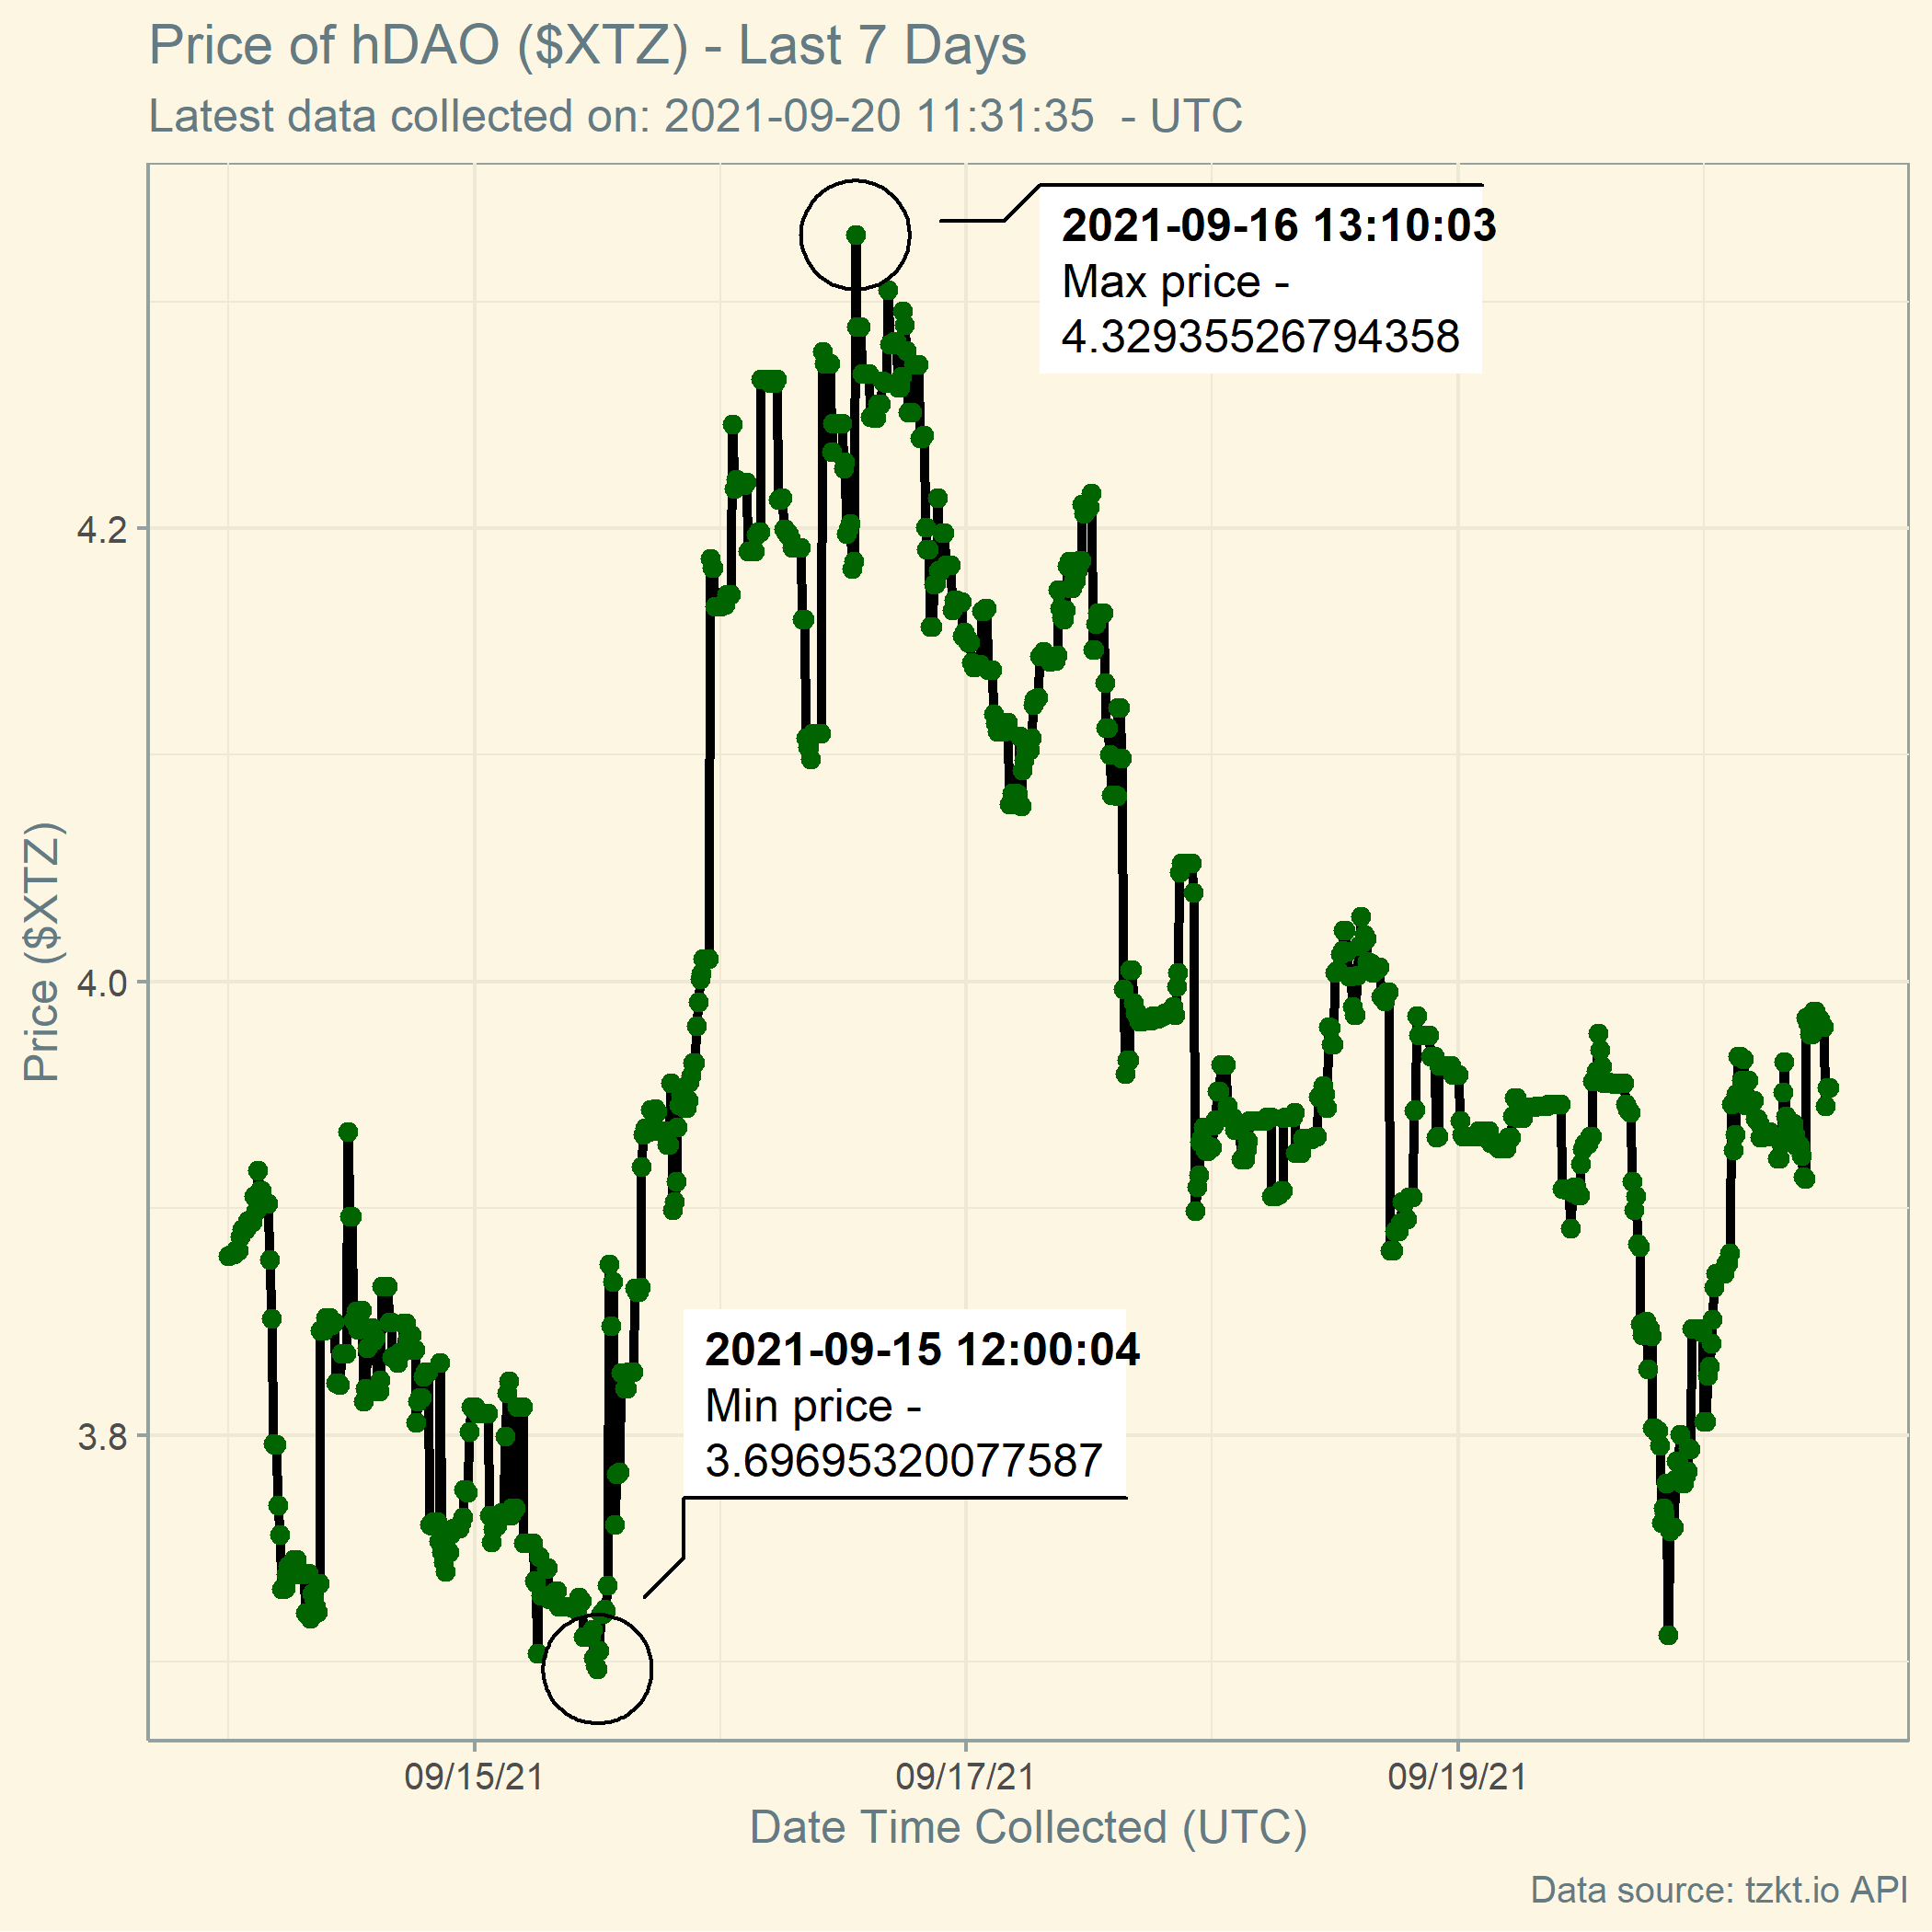 Price of hDAO ($XTZ) - Last 7 Days
Latest data collected on: 2021-09-20 11:31:35  - UTC
2021-09-16 13:10:03
Max price -
4.32935526794358
4.2
4.0
3.8
Price ($XTZ)
2021-09-15 12:00:04
Min price -
3.69695320077587
09/15/21
09/17/21
09/19/21
Date Time Collected (UTC)
Data source: tzkt.io API